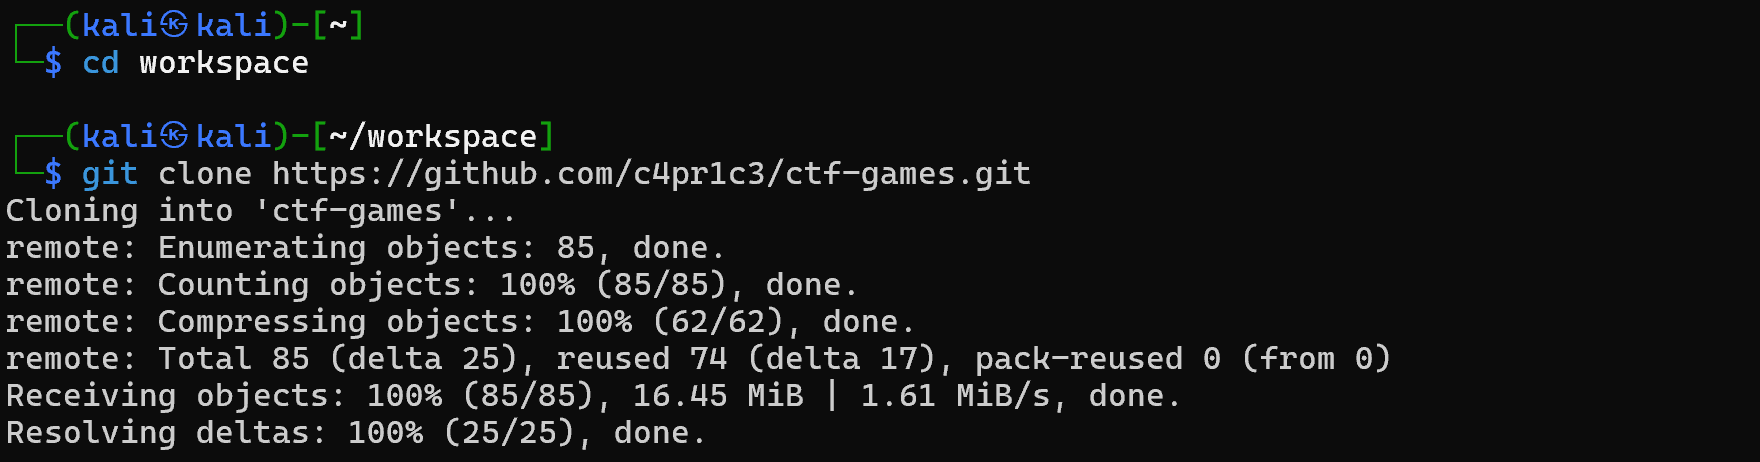 ┌──(kali㉿kali)-[~]
└─$ cd workspace
┌──(kali㉿kali)-[~/workspace]
└─$ git clone https://github.com/c4pr1c3/ctf-games.git
Cloning into 'ctf-games'...
remote: Enumerating objects: 85, done.
remote: Counting objects: 100% (85/85), done.
remote: Compressing objects: 100% (62/62), done.
remote: Total 85 (delta 25), reused 74 (delta 17), pack-reused 0 (from 0)
Receiving objects: 100% (85/85), 16.45 MiB | 1.61 MiB/s, done.
Resolving deltas: 100% (25/25), done.